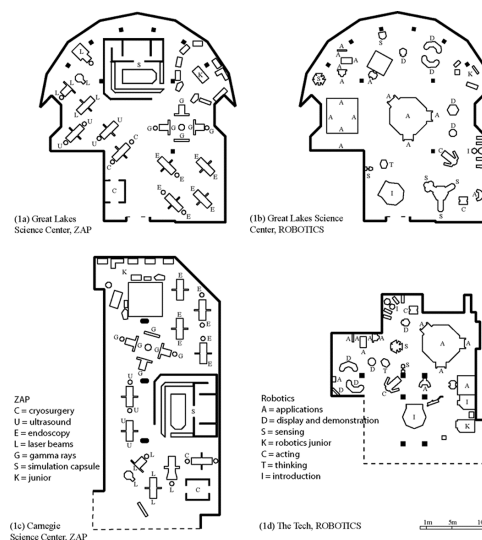 S
L
L
K
L
L
L
L
G
G
G
G
U
U
C
C
E
E
E
E
C
(1a) Great Lakes
Science Center, ZAP
A
A
A
D
D
D
S
K
A
A
A
A
A
A
A
A
A
D
D
I
C
S
T
I
S
S
S
C
A
(1b) Great Lakes Science
Center, ROBOTICS
K
E
E
E
E
G
G
G
G
U
U
S
L
L
L
C
C
ZAP
C = cryosurgery
U = ultrasound
E = endoscopy
L = laser beams
G = gamma rays
S = simulation capsule
K = junior
(1c) Carnegie
Science Center, ZAP
I
C
D
A
A
A
A
S
A
A
A
D
D
T
C
A
A
I
I
K
Robotics
A = applications
D = display and demonstration
S = sensing
K = robotics junior
C = acting
T = thinking
I = introduction
(1d) The Tech, ROBOTICS
1m
5m